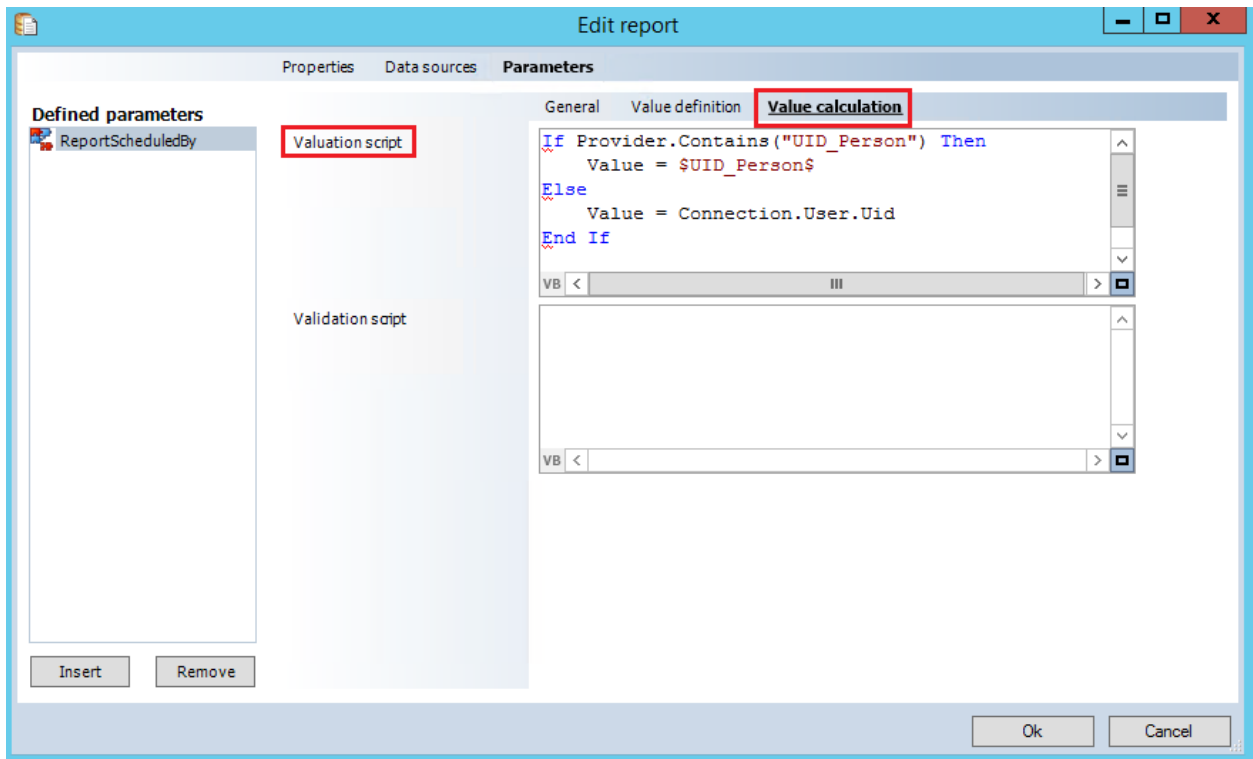 Edit report
Properties Data sources Parameters
Defined parameters
ReportScheduledBy
General Value definition Value calculation
Valuation script
If Provider.Contains("UID_Person") Then
    Value = $UID_Person$
Else
    Value = Connection.User.Uid
End If
VB
Validation script
VB
Insert Remove
Ok Cancel